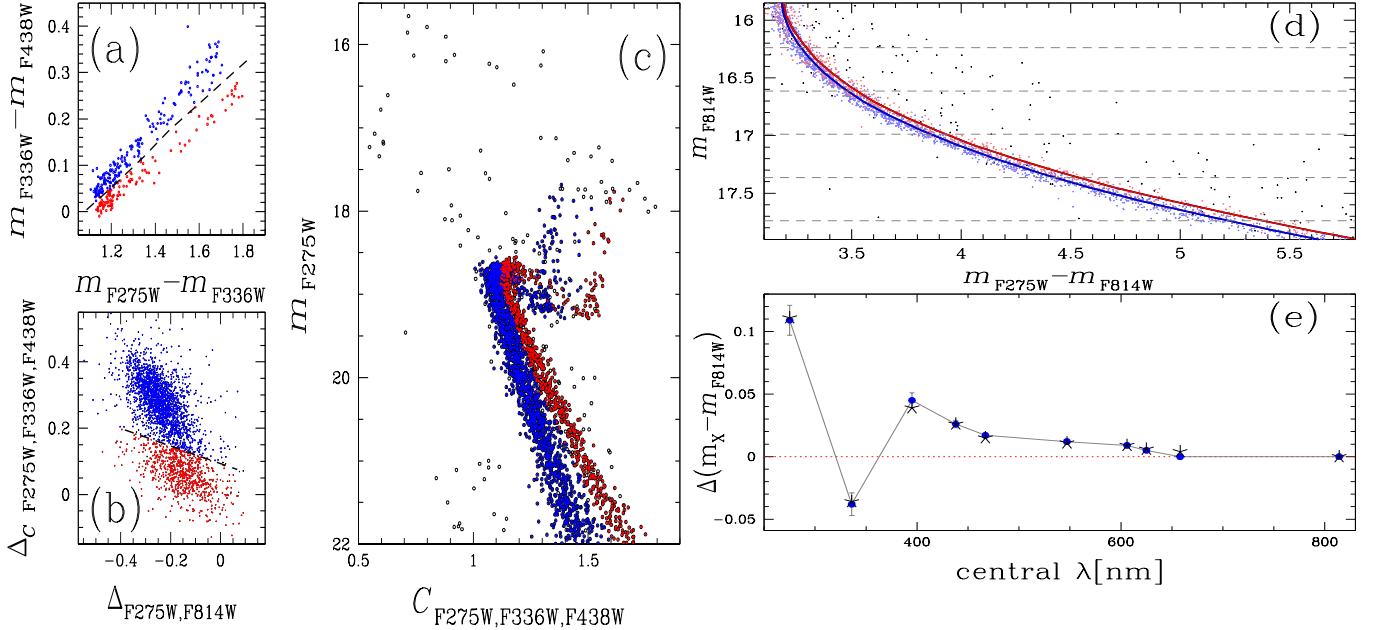 (a)
0.4
0.3
0.2
0.1
0
m F336W − m F438W
1.2 1.4 1.6 1.8
m F275W − m F336W
(b)
0.4
0.2
0
Δ C F275W,F336W,F438W
−0.4 −0.2 0
Δ F275W,F814W
(c)
16
18
20
22
m F275W
0.5 1 1.5
C F275W,F336W,F438W
(d)
16
16.5
17
17.5
m F814W
3.5 4 4.5 5 5.5
m F275W − m F814W
(e)
0.1
0.05
0
−0.05
Δ(m X − m F814W)
400 600 800
central λ[nm]